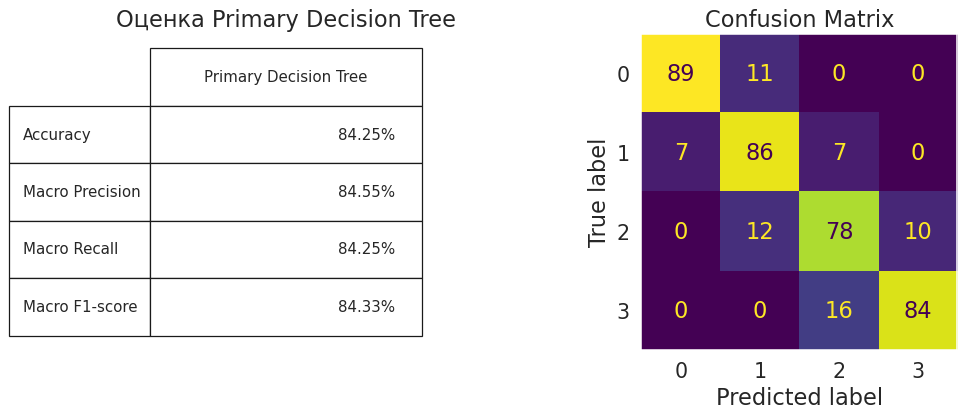 Оценка Primary Decision Tree
Primary Decision Tree
Accuracy 84.25%
Macro Precision 84.55%
Macro Recall 84.25%
Macro F1-score 84.33%
Confusion Matrix
True label
0 89 11 0 0
1 7 86 7 0
2 0 12 78 10
3 0 0 16 84
0 1 2 3
Predicted label